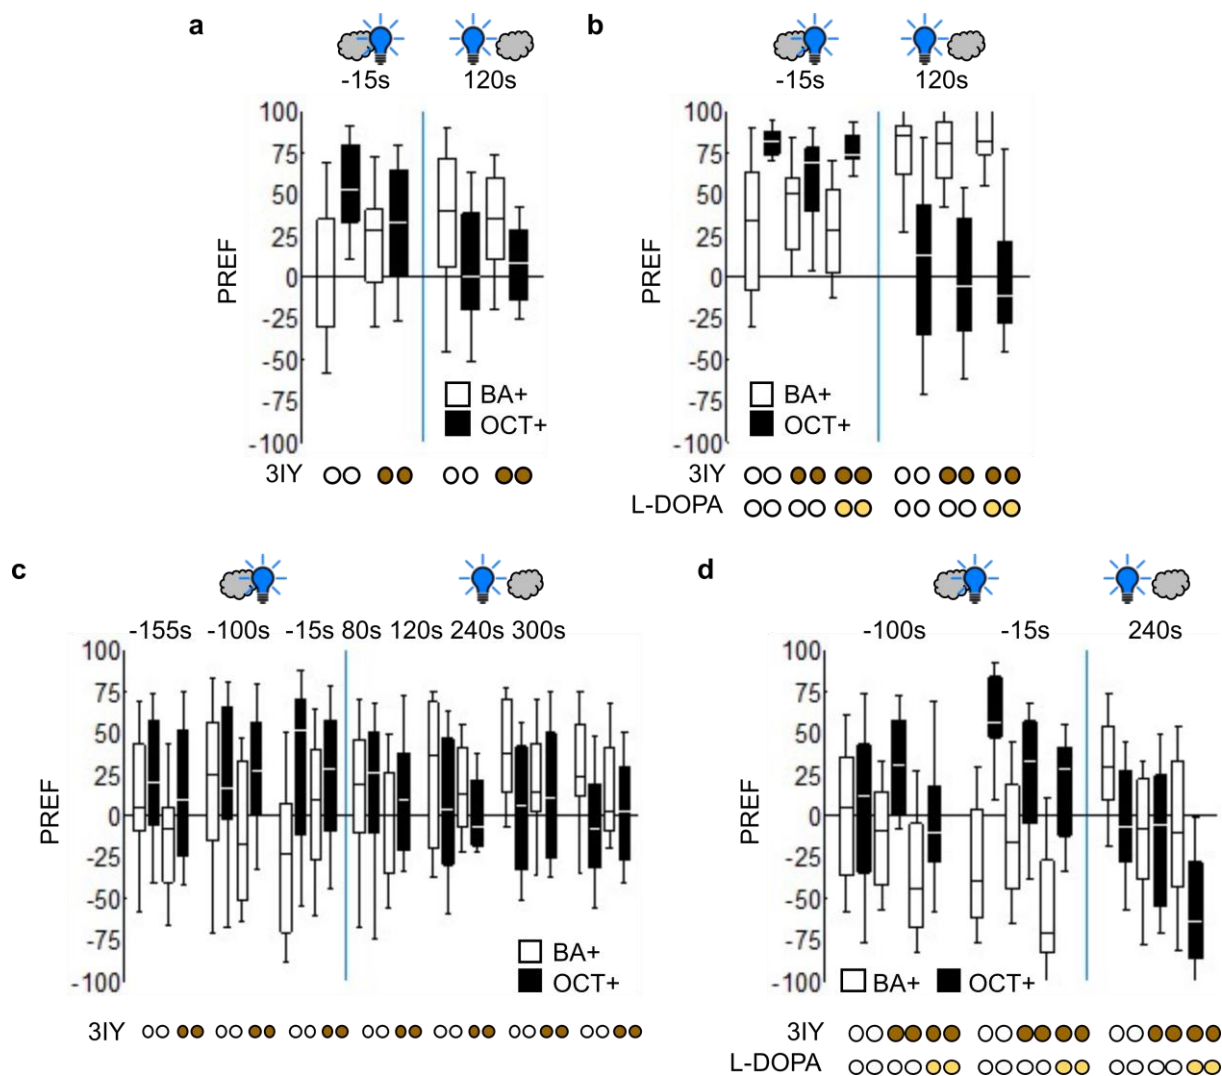 a
-15s 120s
100
75
50
25
0
-25
-50
-75
-100
PREF
BA+
OCT+
3IY
b
-15s 120s
100
75
50
25
0
-25
-50
-75
-100
PREF
BA+
OCT+
3IY
L-DOPA
c
-155s -100s -15s 80s 120s 240s 300s
100
75
50
25
0
-25
-50
-75
-100
PREF
BA+
OCT+
3IY
d
-100s -15s 240s
100
75
50
25
0
-25
-50
-75
-100
PREF
BA+ OCT+
3IY
L-DOPA